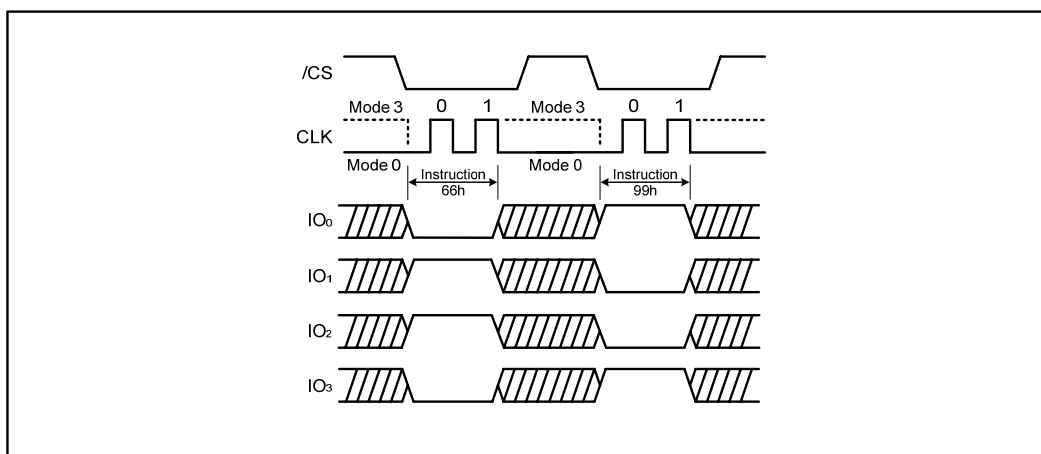 /CS
Mode 3 0 1 Mode 3 0 1
CLK
Mode 0 Mode 0
Instruction Instruction
66h 99h
IO₀
IO₁
IO₂
IO₃